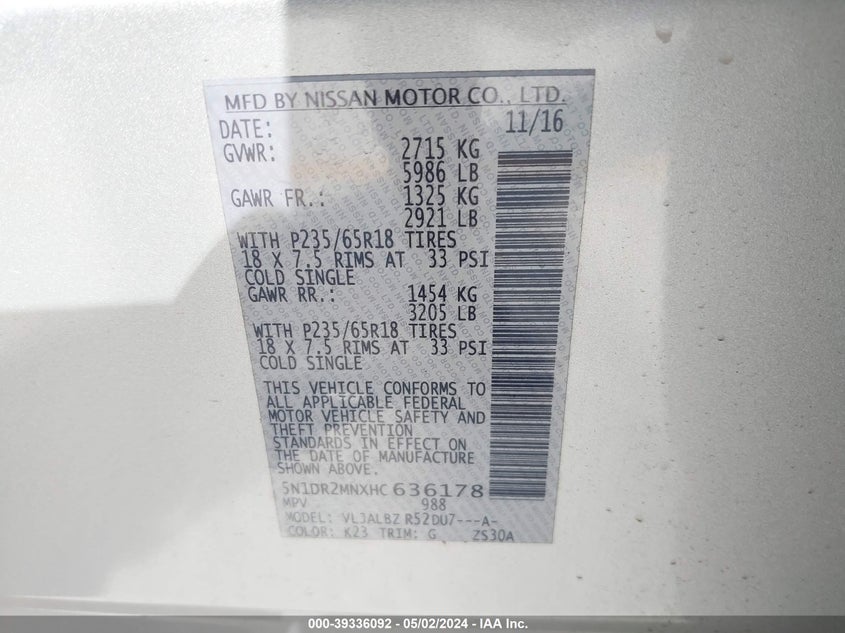 MFD BY NISSAN MOTOR CO., LTD.
DATE: 11/16
GVWR: 2715 KG
5986 LB
GAWR FR.: 1325 KG
2921 LB
WITH P235/65R18 TIRES
18 X 7.5 RIMS AT 33 PSI
COLD SINGLE
GAWR RR.: 1454 KG
3205 LB
WITH P235/65R18 TIRES
18 X 7.5 RIMS AT 33 PSI
COLD SINGLE
THIS VEHICLE CONFORMS TO
ALL APPLICABLE FEDERAL
MOTOR VEHICLE SAFETY AND
THEFT PREVENTION
STANDARDS IN EFFECT ON
THE DATE OF MANUFACTURE
SHOWN ABOVE.
5N1DR2MNXHC636178
MPV 988
MODEL: VL3ALBZ R52DU7---A-
COLOR: K23 TRIM: G ZS30A
000-39336092 - 05/02/2024 - IAA Inc.